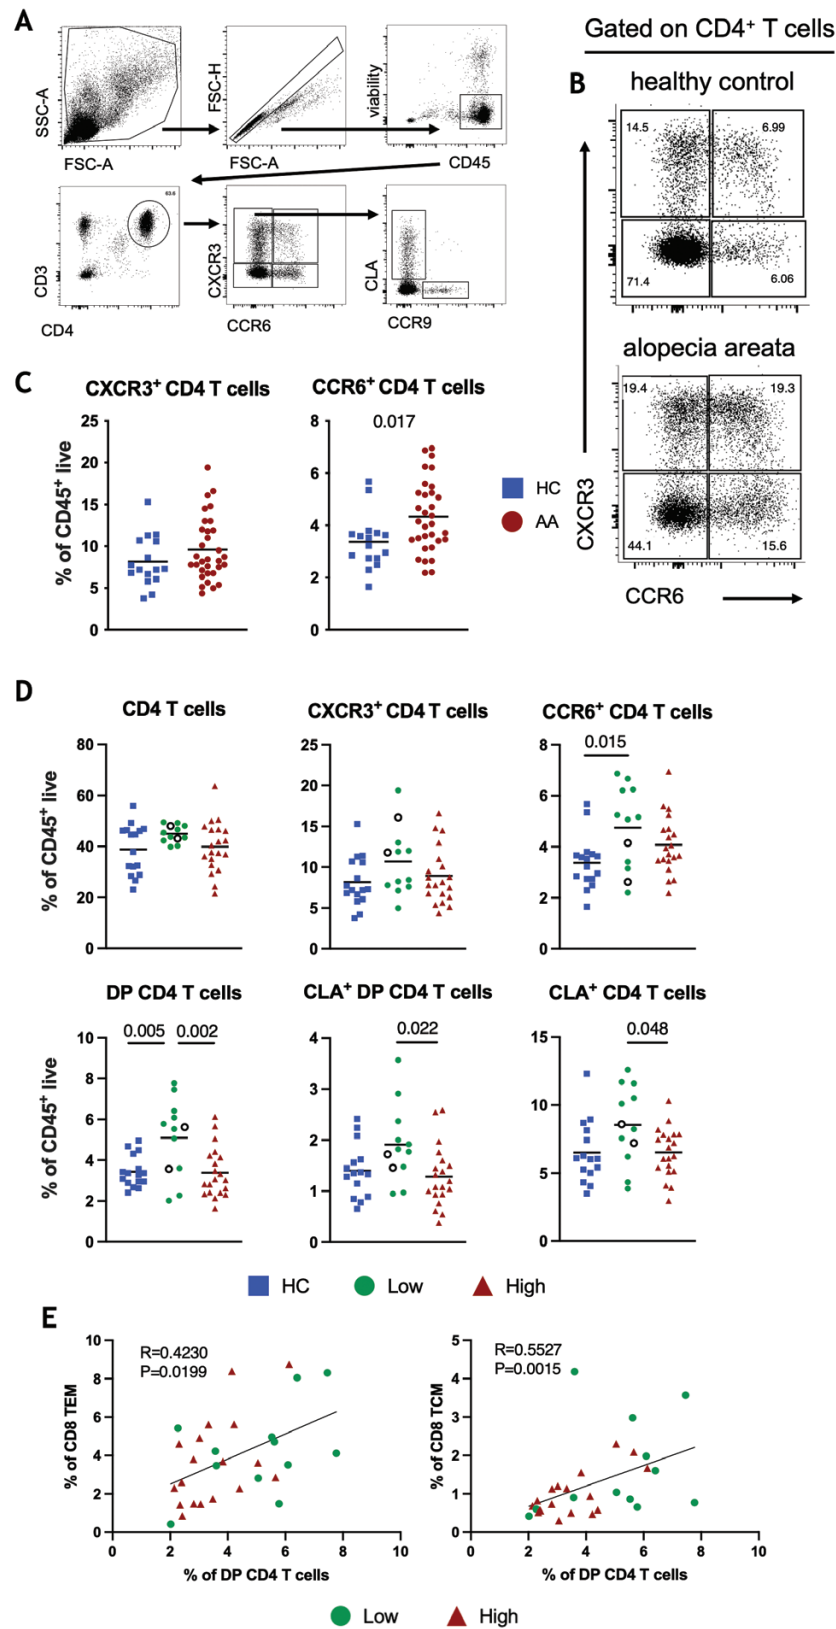 A
SSC-A
FSC-A
FSC-H
FSC-A
viability
CD45
CD3
63.6
CD4
CXCR3
CCR6
CLA
CCR9
Gated on CD4⁺ T cells
B
healthy control
14.5
6.99
71.4
6.06
alopecia areata
19.4
19.3
44.1
15.6
CXCR3
CCR6
C
CXCR3⁺ CD4 T cells
% of CD45⁺ live
25
20
15
10
5
0
CCR6⁺ CD4 T cells
0.017
8
6
4
2
0
HC
AA
D
CD4 T cells
% of CD45⁺ live
80
60
40
20
0
CXCR3⁺ CD4 T cells
25
20
15
10
5
0
CCR6⁺ CD4 T cells
0.015
8
6
4
2
0
DP CD4 T cells
0.005
0.002
% of CD45⁺ live
10
8
6
4
2
0
CLA⁺ DP CD4 T cells
0.022
4
3
2
1
0
CLA⁺ CD4 T cells
0.048
15
10
5
0
HC
Low
High
E
R=0.4230
P=0.0199
% of CD8 TEM
10
8
6
4
2
0
0
2
4
6
8
10
% of DP CD4 T cells
R=0.5527
P=0.0015
% of CD8 TCM
5
4
3
2
1
0
0
2
4
6
8
10
% of DP CD4 T cells
Low
High